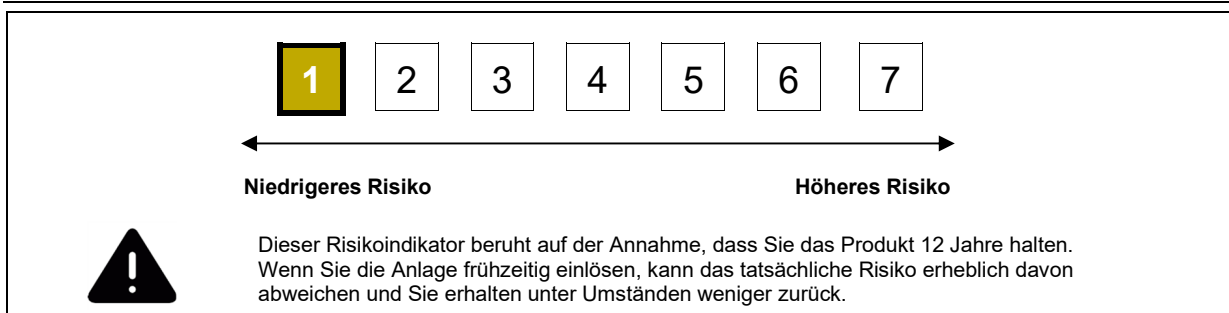 1 2 3 4 5 6 7
Niedrigeres Risiko Höheres Risiko
Dieser Risikoindikator beruht auf der Annahme, dass Sie das Produkt 12 Jahre halten.
Wenn Sie die Anlage frühzeitig einlösen, kann das tatsächliche Risiko erheblich davon
abweichen und Sie erhalten unter Umständen weniger zurück.